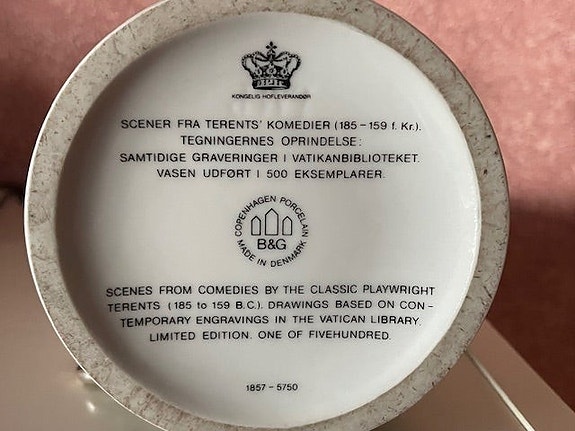 KONGELIG HOFLEVERANDØR
SCENER FRA TERENTS' KOMEDIER (185 – 159 f. Kr.).
TEGNINGERNES OPRINDELSE:
SAMTIDIGE GRAVERINGER I VATIKANBIBLIOTEKET.
VASEN UDFØRT I 500 EKSEMPLARER.
COPENHAGEN PORCELAIN
B&G
MADE IN DENMARK
SCENES FROM COMEDIES BY THE CLASSIC PLAYWRIGHT
TERENTS (185 to 159 B.C.). DRAWINGS BASED ON CON –
TEMPORARY ENGRAVINGS IN THE VATICAN LIBRARY.
LIMITED EDITION. ONE OF FIVEHUNDRED.
1857 – 5750